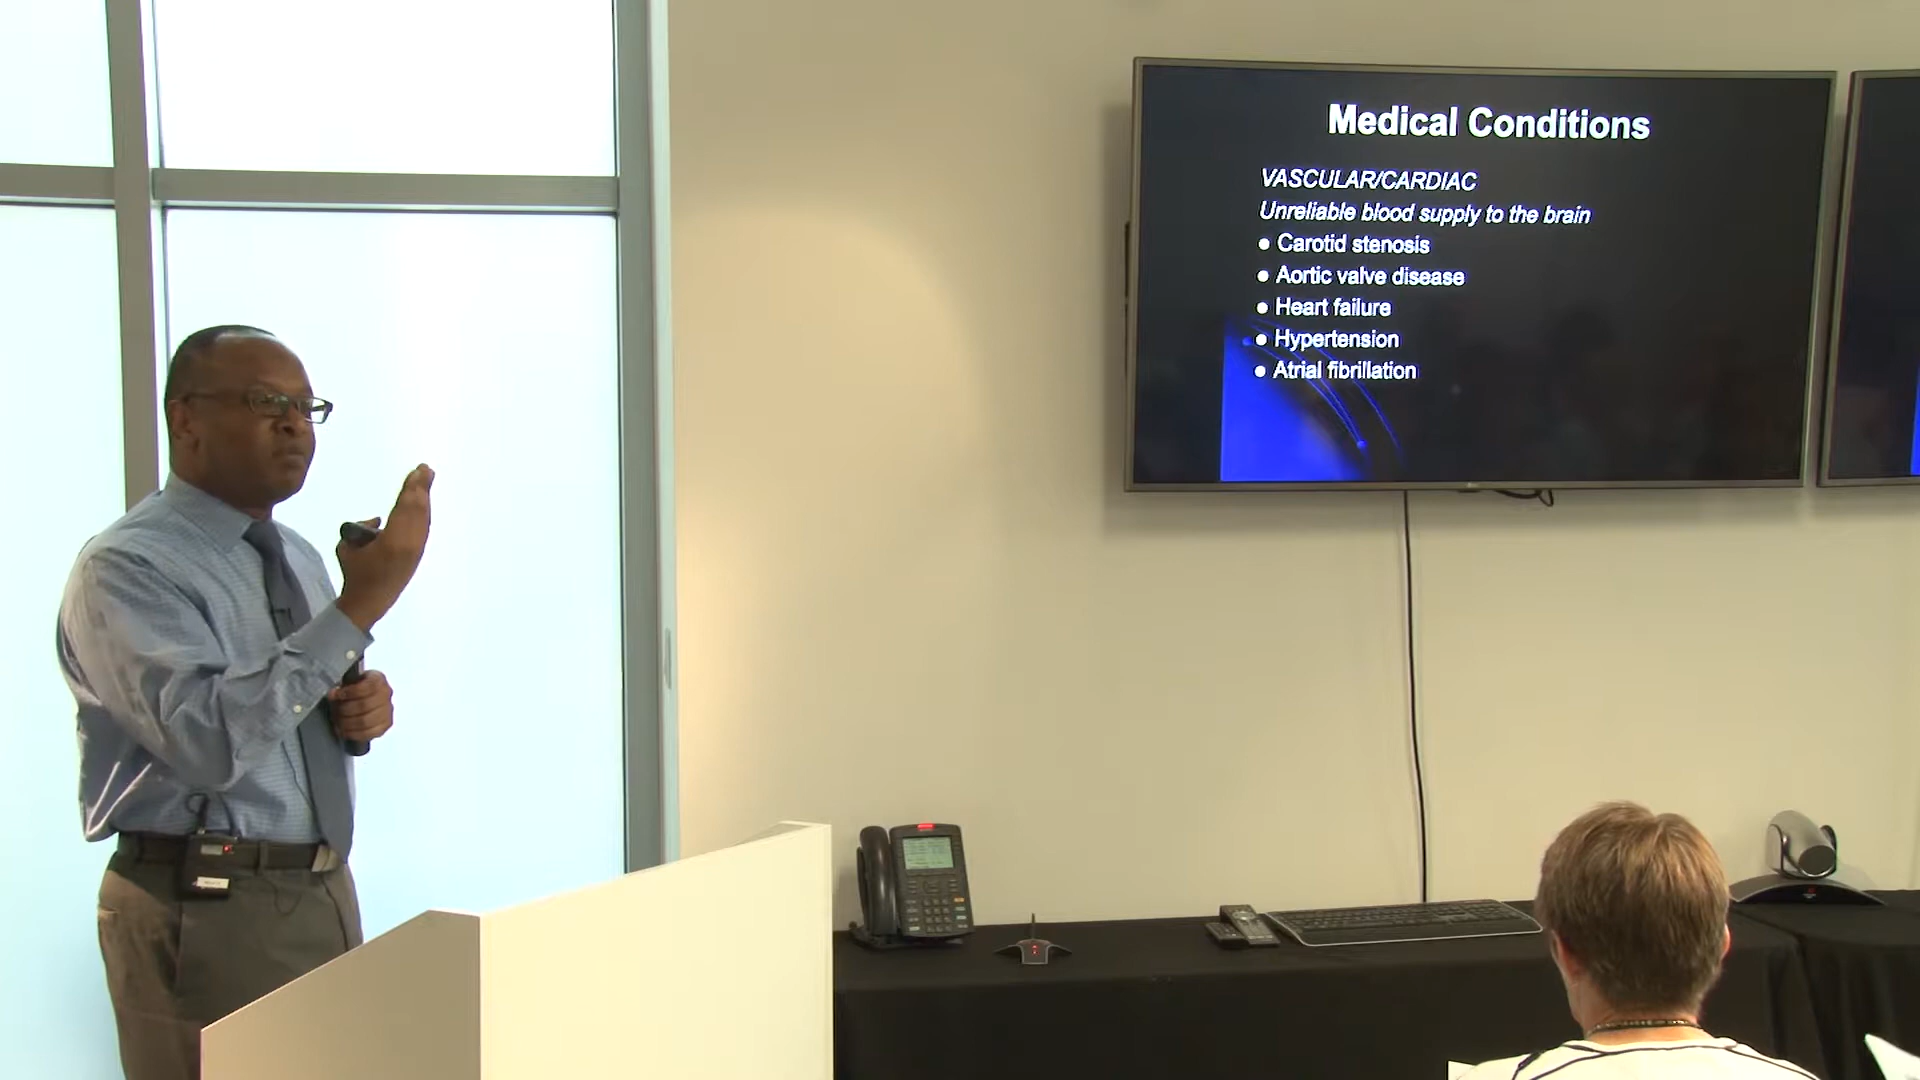 Medical Conditions
VASCULAR/CARDIAC
Unreliable blood supply to the brain
● Carotid stenosis
● Aortic valve disease
● Heart failure
● Hypertension
● Atrial fibrillation